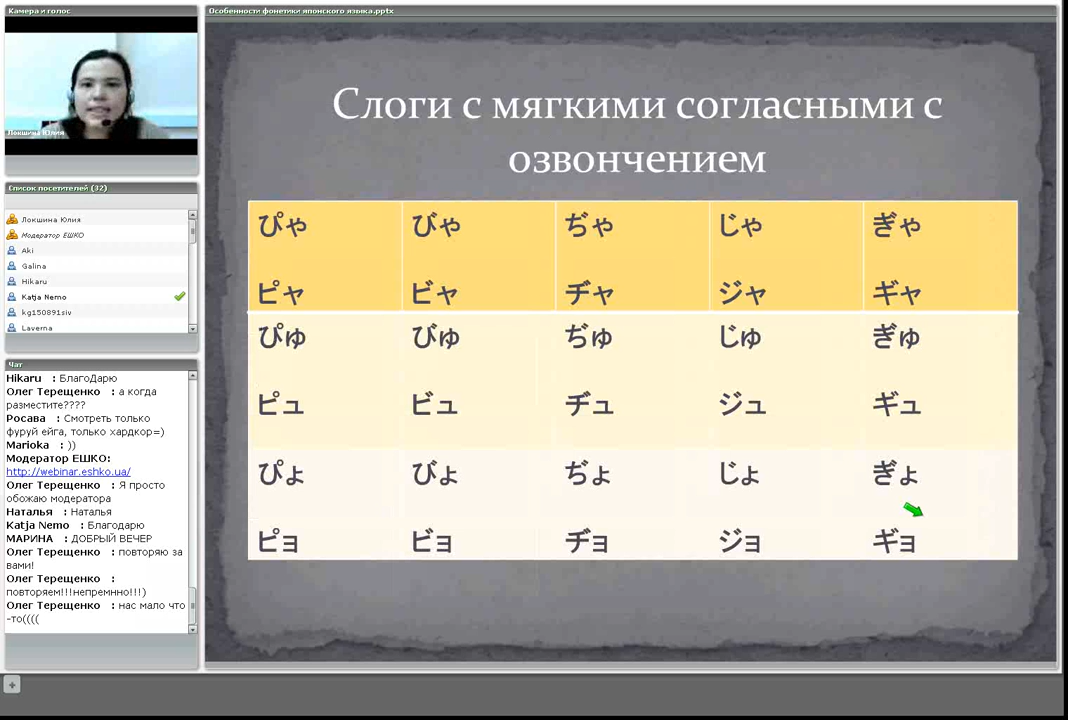 Камера и голос
Локшина Юлия
Список посетителей (32)
Локшина Юлия
Модератор ЕШКО
Aki
Galina
Hikaru
Katja Nemo
kg150891siv
Laverna
Чат
Hikaru : БлагоДарю
Олег Терещенко : а когда
разместите????
Росава : Смотреть только
фуруй ейга, только хардкор=)
Marioka : ))
Модератор ЕШКО:
http://webinar.eshko.ua/
Олег Терещенко : Я просто
обожаю модератора
Наталья : Наталья
Katja Nemo : Благодарю
МАРИНА : ДОБРЫЙ ВЕЧЕР
Олег Терещенко : повторяю за
вами!
Олег Терещенко :
повторяем!!!непремнно!!!)
Олег Терещенко : нас мало что
-то((((
Особенности фонетики японского языка.pptx
Слоги с мягкими согласными с
озвончением
ぴゃ びゃ ぢゃ じゃ ぎゃ
ピャ ビャ ヂャ ジャ ギャ
ぴゅ びゅ ぢゅ じゅ ぎゅ
ピュ ビュ ヂュ ジュ ギュ
ぴょ びょ ぢょ じょ ぎょ
ピョ ビョ ヂョ ジョ ギョ